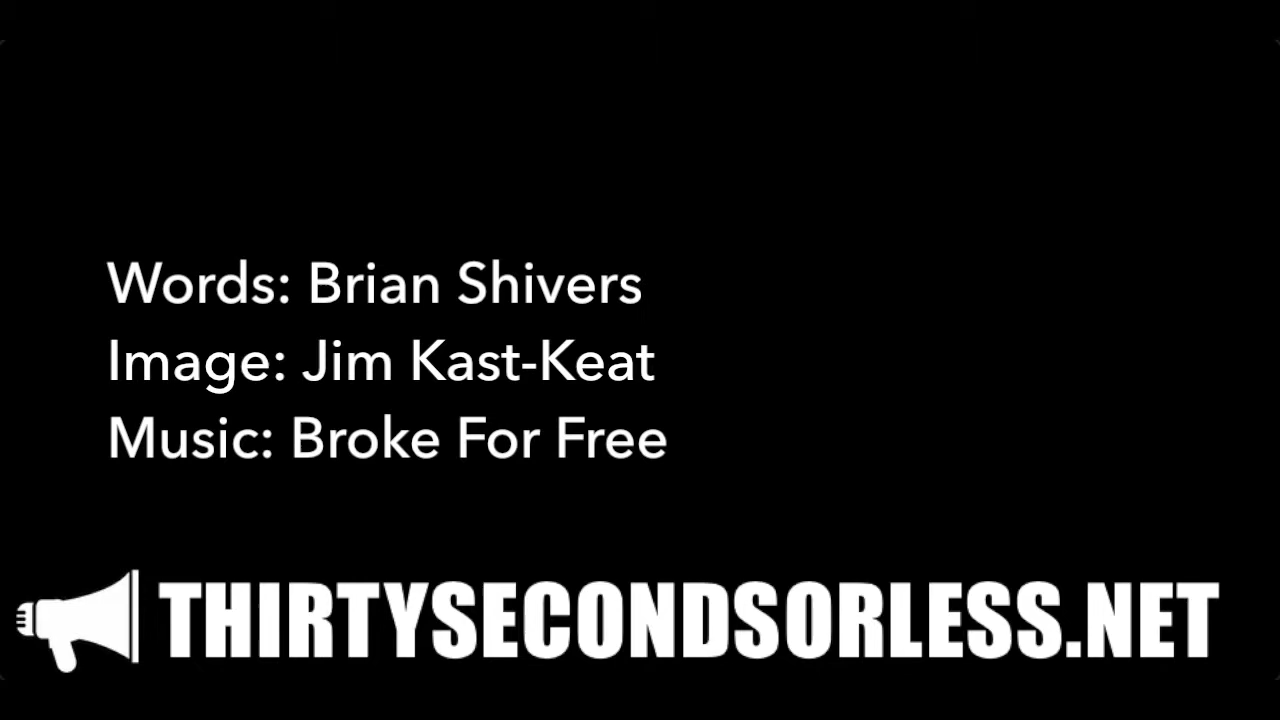 Words: Brian Shivers
Image: Jim Kast-Keat
Music: Broke For Free
THIRTYSECONDSORLESS.NET